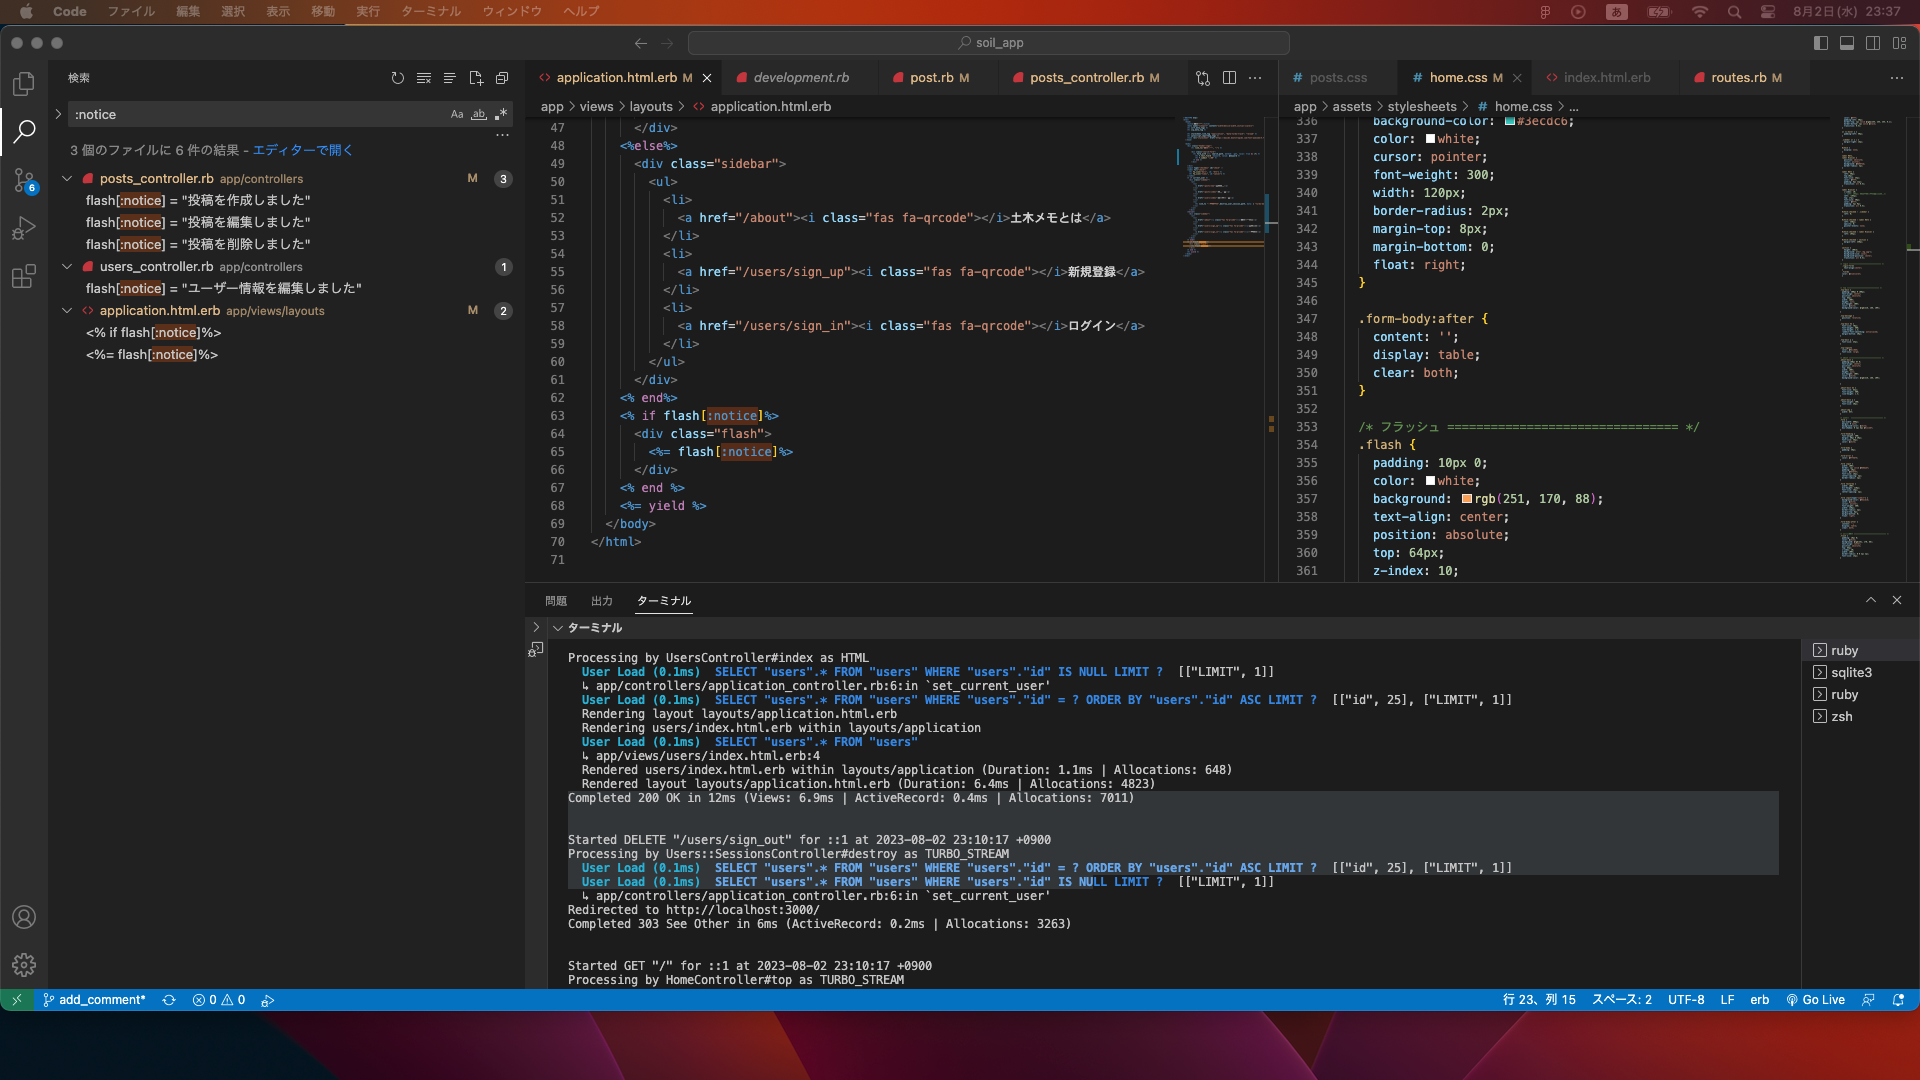 Code ファイル 編集 選択 表示 移動 実行 ターミナル ウィンドウ ヘルプ あ 8月2日(水) 23:37
soil_app
検索
:notice
Aa ab .*
3 個のファイルに 6 件の結果 - エディターで開く
posts_controller.rb app/controllers M 3
flash[:notice] = "投稿を作成しました"
flash[:notice] = "投稿を編集しました"
flash[:notice] = "投稿を削除しました"
users_controller.rb app/controllers 1
flash[:notice] = "ユーザー情報を編集しました"
application.html.erb app/views/layouts M 2
<% if flash[:notice]%>
<%= flash[:notice]%>
6
application.html.erb M development.rb post.rb M posts_controller.rb M
app > views > layouts > application.html.erb
47 </div>
48 <%else%>
49 <div class="sidebar">
50 <ul>
51 <li>
52 <a href="/about"><i class="fas fa-qrcode"></i>土木メモとは</a>
53 </li>
54 <li>
55 <a href="/users/sign_up"><i class="fas fa-qrcode"></i>新規登録</a>
56 </li>
57 <li>
58 <a href="/users/sign_in"><i class="fas fa-qrcode"></i>ログイン</a>
59 </li>
60 </ul>
61 </div>
62 <% end%>
63 <% if flash[:notice]%>
64 <div class="flash">
65 <%= flash[:notice]%>
66 </div>
67 <% end %>
68 <%= yield %>
69 </body>
70 </html>
71
posts.css home.css M index.html.erb routes.rb M
app > assets > stylesheets > home.css > ...
336 background-color: #3ecdc6;
337 color: white;
338 cursor: pointer;
339 font-weight: 300;
340 width: 120px;
341 border-radius: 2px;
342 margin-top: 8px;
343 margin-bottom: 0;
344 float: right;
345 }
346
347 .form-body:after {
348 content: '';
349 display: table;
350 clear: both;
351 }
352
353 /* フラッシュ ================================ */
354 .flash {
355 padding: 10px 0;
356 color: white;
357 background: rgb(251, 170, 88);
358 text-align: center;
359 position: absolute;
360 top: 64px;
361 z-index: 10;
問題 出力 ターミナル
ターミナル
Processing by UsersController#index as HTML
User Load (0.1ms) SELECT "users".* FROM "users" WHERE "users"."id" IS NULL LIMIT ? [["LIMIT", 1]]
↳ app/controllers/application_controller.rb:6:in `set_current_user'
User Load (0.1ms) SELECT "users".* FROM "users" WHERE "users"."id" = ? ORDER BY "users"."id" ASC LIMIT ? [["id", 25], ["LIMIT", 1]]
Rendering layout layouts/application.html.erb
Rendering users/index.html.erb within layouts/application
User Load (0.1ms) SELECT "users".* FROM "users"
↳ app/views/users/index.html.erb:4
Rendered users/index.html.erb within layouts/application (Duration: 1.1ms | Allocations: 648)
Rendered layout layouts/application.html.erb (Duration: 6.4ms | Allocations: 4823)
Completed 200 OK in 12ms (Views: 6.9ms | ActiveRecord: 0.4ms | Allocations: 7011)
Started DELETE "/users/sign_out" for ::1 at 2023-08-02 23:10:17 +0900
Processing by Users::SessionsController#destroy as TURBO_STREAM
User Load (0.1ms) SELECT "users".* FROM "users" WHERE "users"."id" = ? ORDER BY "users"."id" ASC LIMIT ? [["id", 25], ["LIMIT", 1]]
User Load (0.1ms) SELECT "users".* FROM "users" WHERE "users"."id" IS NULL LIMIT ? [["LIMIT", 1]]
↳ app/controllers/application_controller.rb:6:in `set_current_user'
Redirected to http://localhost:3000/
Completed 303 See Other in 6ms (ActiveRecord: 0.2ms | Allocations: 3263)
Started GET "/" for ::1 at 2023-08-02 23:10:17 +0900
Processing by HomeController#top as TURBO_STREAM
ruby
sqlite3
ruby
zsh
add_comment* 0 0 行 23、列 15 スペース: 2 UTF-8 LF erb Go Live